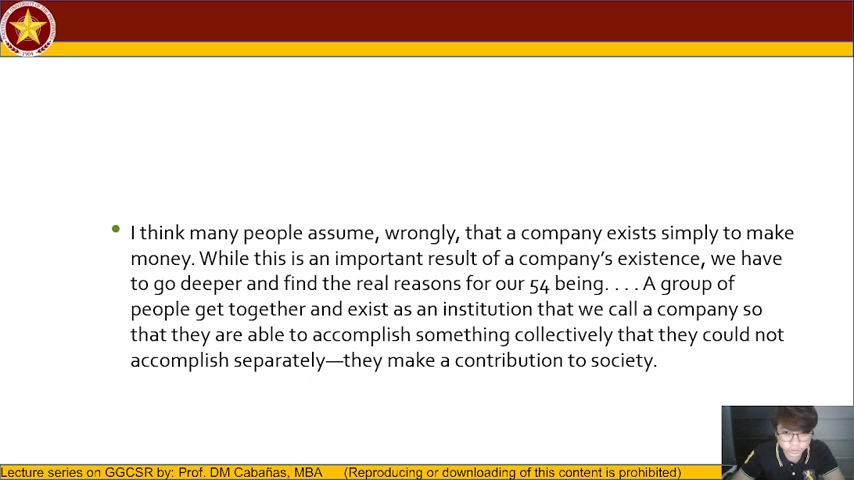 I think many people assume, wrongly, that a company exists simply to make
money. While this is an important result of a company's existence, we have
to go deeper and find the real reasons for our 54 being. . . . A group of
people get together and exist as an institution that we call a company so
that they are able to accomplish something collectively that they could not
accomplish separately—they make a contribution to society.
Lecture series on GGCSR by: Prof. DM Cabañas, MBA (Reproducing or downloading of this content is prohibited)